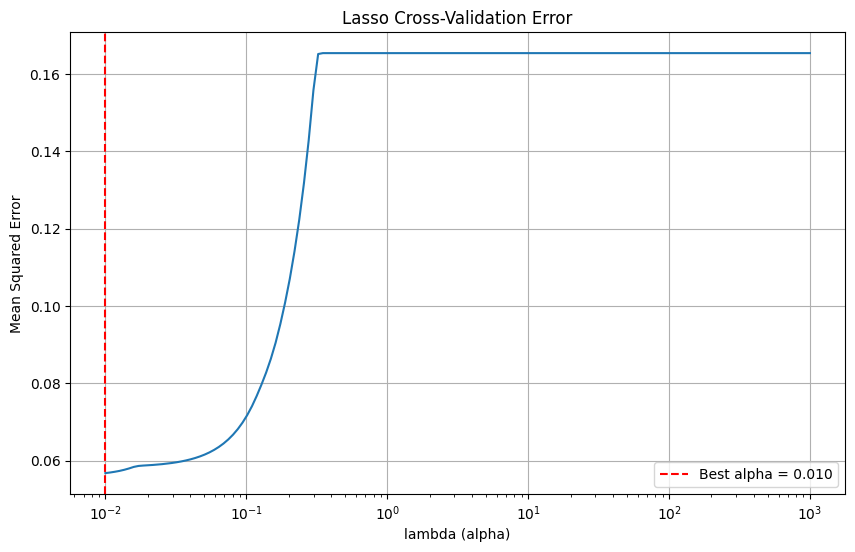 Lasso Cross-Validation Error
Mean Squared Error
0.16
0.14
0.12
0.10
0.08
0.06
Best alpha = 0.010
10⁻² 10⁻¹ 10⁰ 10¹ 10² 10³
lambda (alpha)